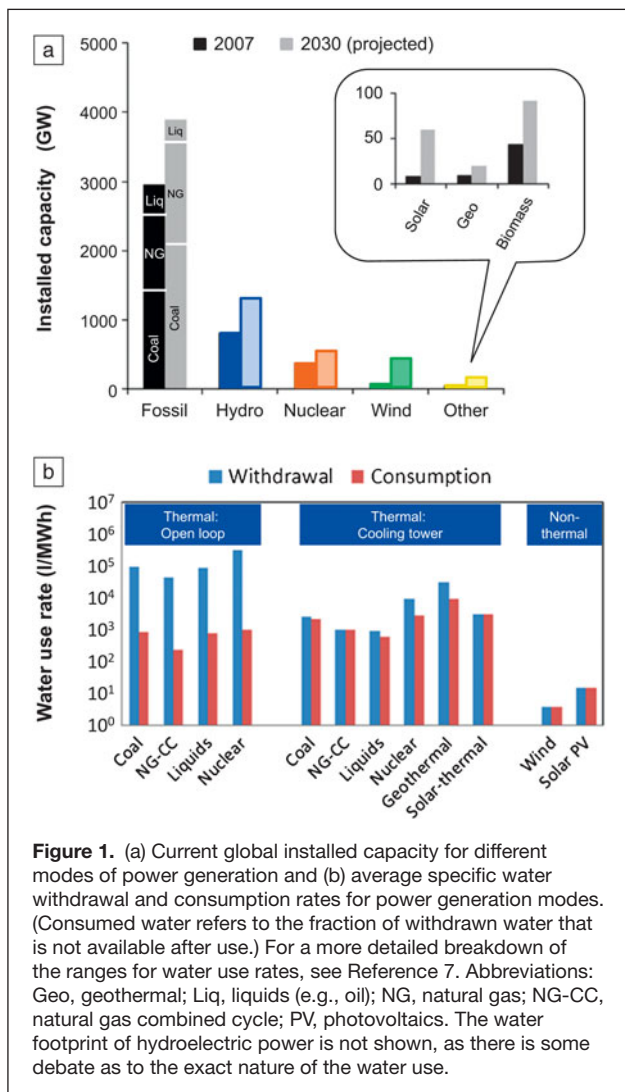 a
2007 2030 (projected)
5000
4000
3000
2000
1000
0
Installed capacity (GW)
Liq
NG
Coal
Liq
NG
Coal
100
50
0
Solar
Geo
Biomass
Fossil Hydro Nuclear Wind Other
b
Withdrawal Consumption
10⁷
10⁶
10⁵
10⁴
10³
10²
10¹
10⁰
Water use rate (l/MWh)
Thermal:
Open loop
Thermal:
Cooling tower
Non-
thermal
Coal
NG-CC
Liquids
Nuclear
Coal
NG-CC
Liquids
Nuclear
Geothermal
Solar-thermal
Wind
Solar PV
Figure 1. (a) Current global installed capacity for different
modes of power generation and (b) average specific water
withdrawal and consumption rates for power generation modes.
(Consumed water refers to the fraction of withdrawn water that
is not available after use.) For a more detailed breakdown of
the ranges for water use rates, see Reference 7. Abbreviations:
Geo, geothermal; Liq, liquids (e.g., oil); NG, natural gas; NG-CC,
natural gas combined cycle; PV, photovoltaics. The water
footprint of hydroelectric power is not shown, as there is some
debate as to the exact nature of the water use.